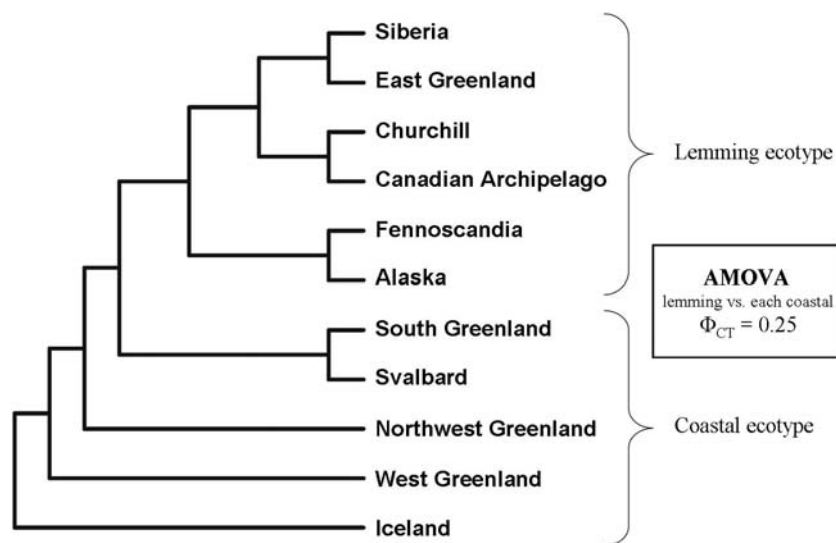 Siberia
East Greenland
Churchill
Canadian Archipelago
Fennoscandia
Alaska
South Greenland
Svalbard
Northwest Greenland
West Greenland
Iceland
Lemming ecotype
AMOVA
lemming vs. each coastal
ΦCT = 0.25
Coastal ecotype